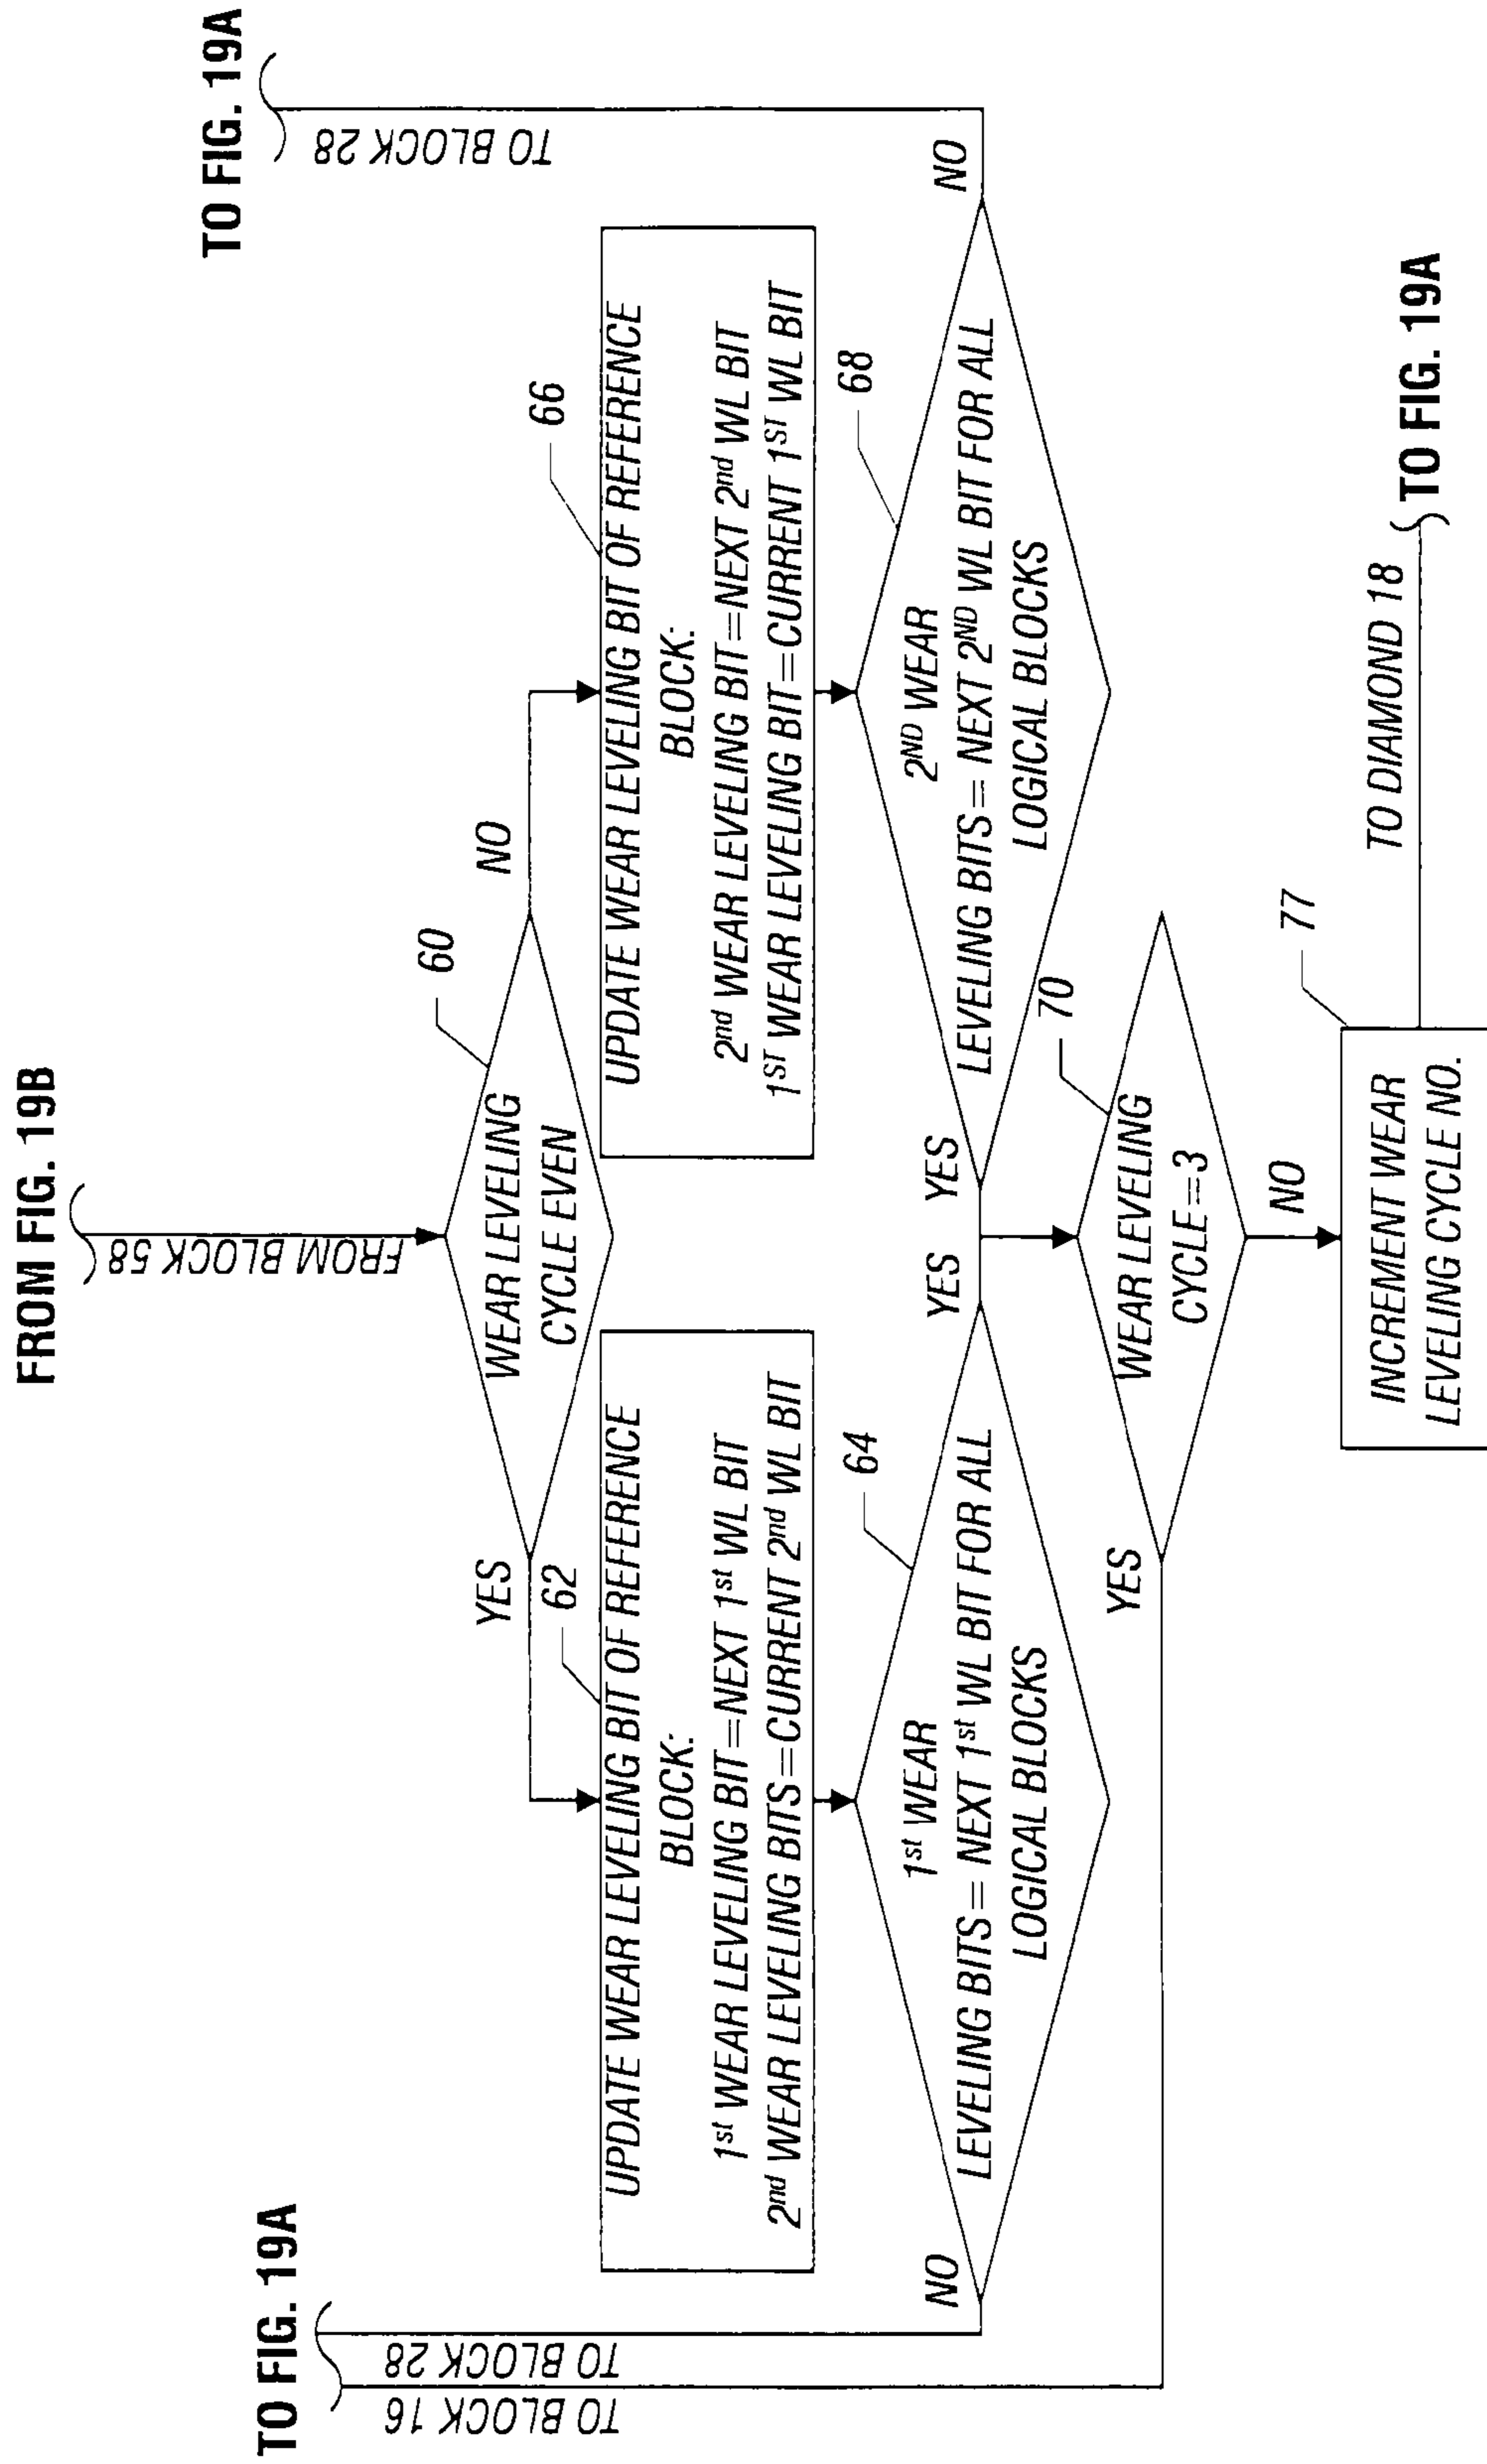 FROM FIG. 19B
FROM BLOCK 58
TO FIG. 19A
TO BLOCK 16
TO BLOCK 28
TO FIG. 19A
TO BLOCK 28
60
WEAR LEVELING
CYCLE EVEN
YES
NO
62
UPDATE WEAR LEVELING BIT OF REFERENCE
BLOCK:
1st WEAR LEVELING BIT=NEXT 1st WL BIT
2nd WEAR LEVELING BITS=CURRENT 2nd WL BIT
66
UPDATE WEAR LEVELING BIT OF REFERENCE
BLOCK:
2nd WEAR LEVELING BIT=NEXT 2nd WL BIT
1ST WEAR LEVELING BIT=CURRENT 1ST WL BIT
64
1st WEAR
LEVELING BITS= NEXT 1st WL BIT FOR ALL
LOGICAL BLOCKS
NO
YES
68
2ND WEAR
LEVELING BITS= NEXT 2ND WL BIT FOR ALL
LOGICAL BLOCKS
YES
NO
70
WEAR LEVELING
CYCLE==3
YES
NO
77
INCREMENT WEAR
LEVELING CYCLE NO.
TO DIAMOND 18
TO FIG. 19A